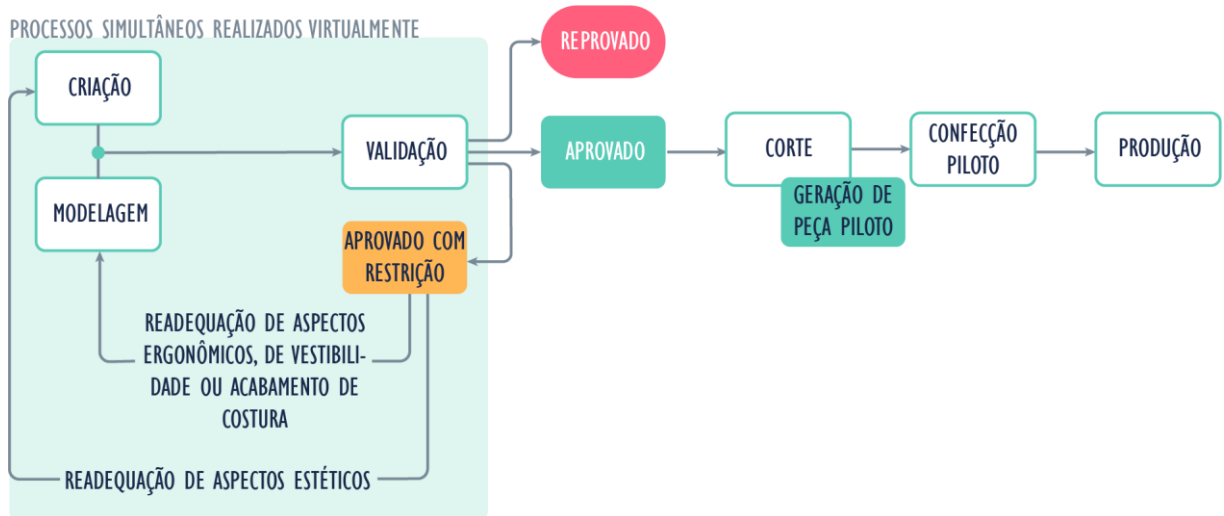 PROCESSOS SIMULTÂNEOS REALIZADOS VIRTUALMENTE
CRIAÇÃO
MODELAGEM
VALIDAÇÃO
REPROVADO
APROVADO
APROVADO COM
RESTRIÇÃO
READEQUAÇÃO DE ASPECTOS
ERGONÔMICOS, DE VESTIBILI-
DADE OU ACABAMENTO DE
COSTURA
READEQUAÇÃO DE ASPECTOS ESTÉTICOS
CORTE
GERAÇÃO DE
PEÇA PILOTO
CONFECÇÃO
PILOTO
PRODUÇÃO